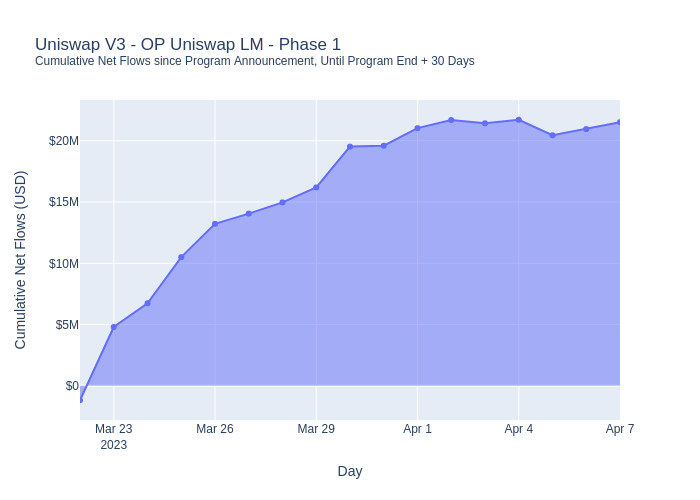 Uniswap V3 - OP Uniswap LM - Phase 1
Cumulative Net Flows since Program Announcement, Until Program End + 30 Days
Cumulative Net Flows (USD)
$20M
$15M
$10M
$5M
$0
Mar 23
2023
Mar 26
Mar 29
Apr 1
Apr 4
Apr 7
Day